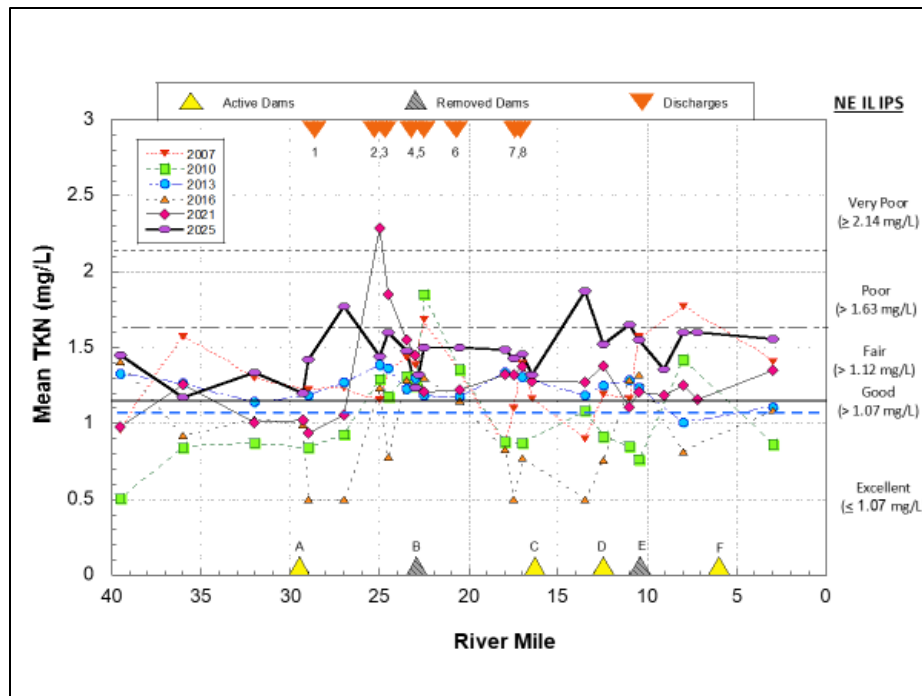 Active Dams Removed Dams Discharges
NE IL IPS
3
2.5
2
1.5
1
0.5
0
Mean TKN (mg/L)
2007
2010
2013
2016
2021
2025
1 2,3 4,5 6 7,8
A B C D E F
40 35 30 25 20 15 10 5 0
River Mile
Very Poor
(≥ 2.14 mg/L)
Poor
(> 1.63 mg/L)
Fair
(> 1.12 mg/L)
Good
(> 1.07 mg/L)
Excellent
(≤ 1.07 mg/L